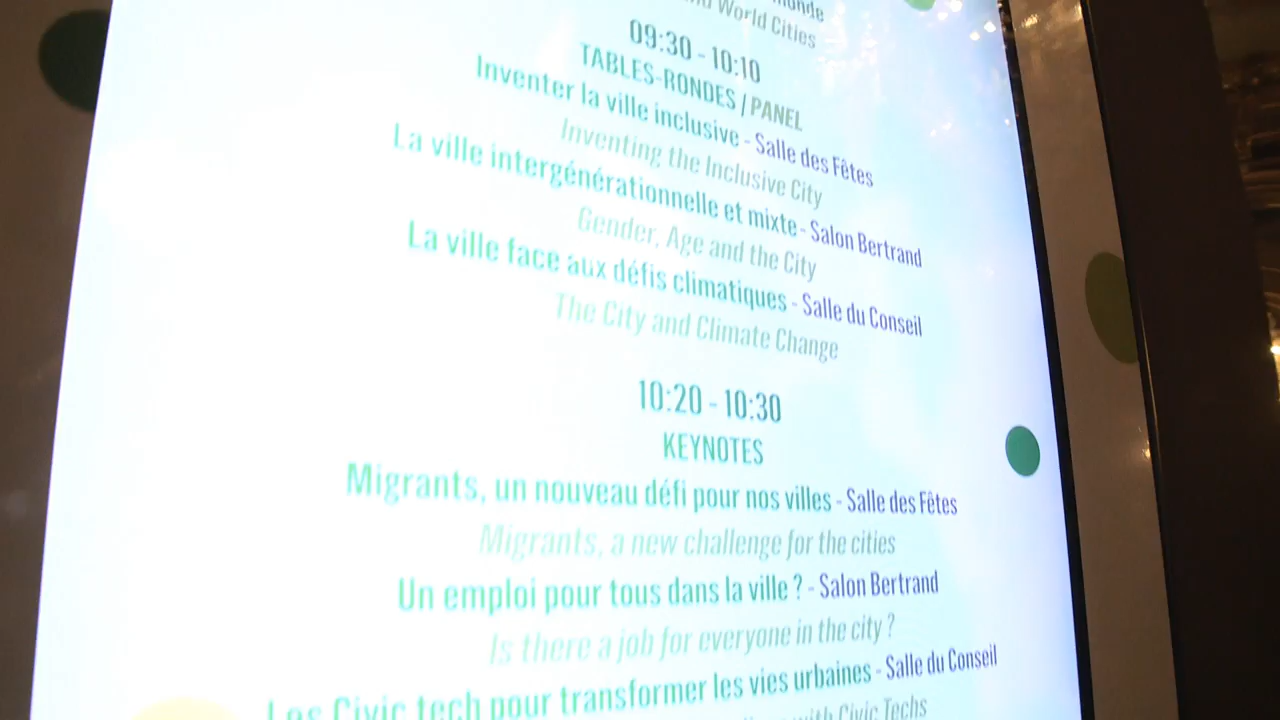 World Cities
09:30 - 10:10
TABLES-RONDES / PANEL
Inventer la ville inclusive - Salle des Fêtes
Inventing the Inclusive City
La ville intergénérationnelle et mixte - Salon Bertrand
Gender, Age and the City
La ville face aux défis climatiques - Salle du Conseil
The City and Climate Change
10:20 - 10:30
KEYNOTES
Migrants, un nouveau défi pour nos villes - Salle des Fêtes
Migrants, a new challenge for the cities
Un emploi pour tous dans la ville ? - Salon Bertrand
Is there a job for everyone in the city ?
Les Civic tech pour transformer les vies urbaines - Salle du Conseil
with Civic Techs